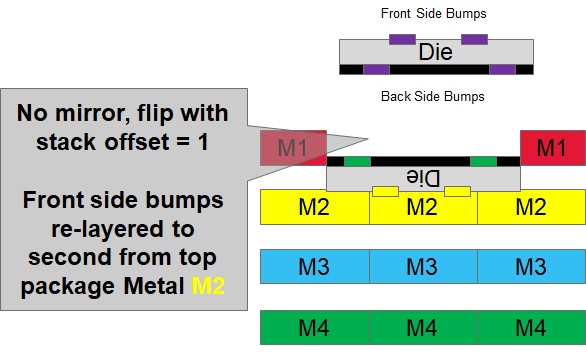 Front Side Bumps
Die
Back Side Bumps
No mirror, flip with
stack offset = 1
Front side bumps
re-layered to
second from top
package Metal M2
M1 M1
Die
M2 M2 M2
M3 M3 M3
M4 M4 M4